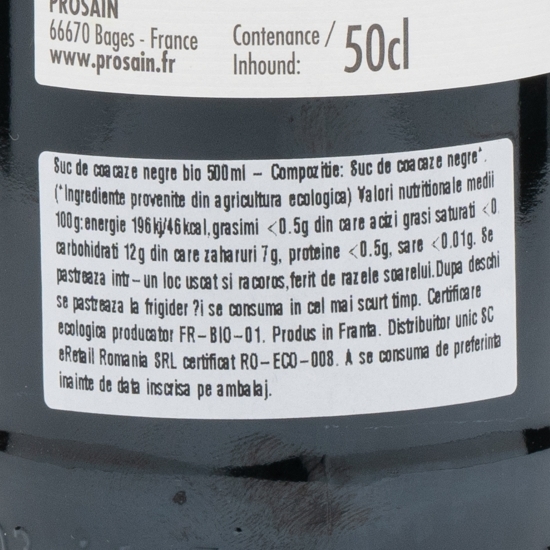 PROSAIN
66670 Bages - France
www.prosain.fr
Contenance /
Inhoud:
50cl
Suc de coacaze negre bio 500ml – Compozitie: Suc de coacaze negre*.
(*Ingrediente provenite din agricultura ecologica) Valori nutritionale medii
100g:energie 196kj/46kcal,grasimi <0.5g din care acizi grasi saturati <0
carbohidrati 12g din care zaharuri 7g, proteine <0.5g, sare <0.01g. Se
pastreaza intr-un loc uscat si racoros,ferit de razele soarelui.Dupa deschi
se pastreaza la frigider ?i se consuma in cel mai scurt timp. Certificare
ecologica producator FR-BIO-01. Produs in Franta. Distribuitor unic SC
eRetail Romania SRL certificat RO-ECO-008. A se consuma de preferinta
inainte de data inscrisa pe ambalaj.